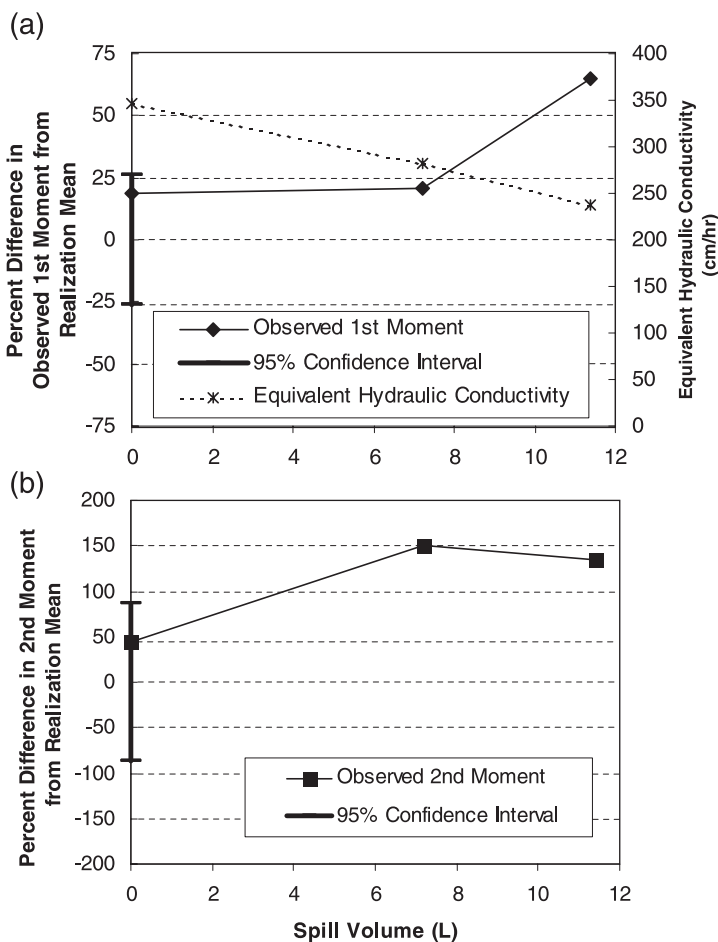 (a)
Percent Difference in
Observed 1st Moment from
Realization Mean
75
50
25
0
-25
-50
-75
400
350
300
250
200
150
100
50
0
Equivalent Hydraulic Conductivity
(cm/hr)
Observed 1st Moment
95% Confidence Interval
Equivalent Hydraulic Conductivity
0 2 4 6 8 10 12
(b)
Percent Difference in 2nd Moment
from Realization Mean
200
150
100
50
0
-50
-100
-150
-200
Observed 2nd Moment
95% Confidence Interval
0 2 4 6 8 10 12
Spill Volume (L)